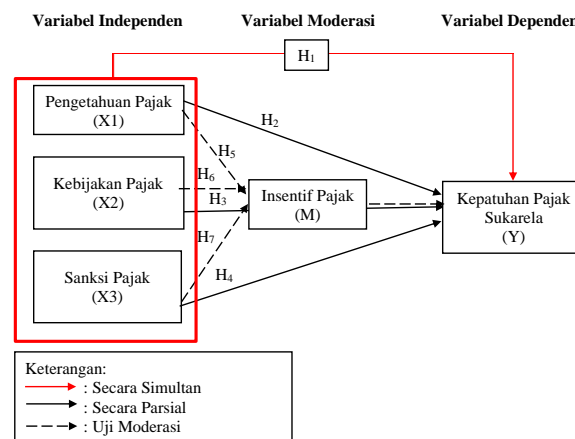 Variabel Independen Variabel Moderasi Variabel Dependen
H1
Pengetahuan Pajak
(X1)
H2
H5
Kebijakan Pajak
(X2)
H6
H3
Insentif Pajak
(M)
Kepatuhan Pajak
Sukarela
(Y)
H7
Sanksi Pajak
(X3)
H4
Keterangan:
: Secara Simultan
: Secara Parsial
: Uji Moderasi